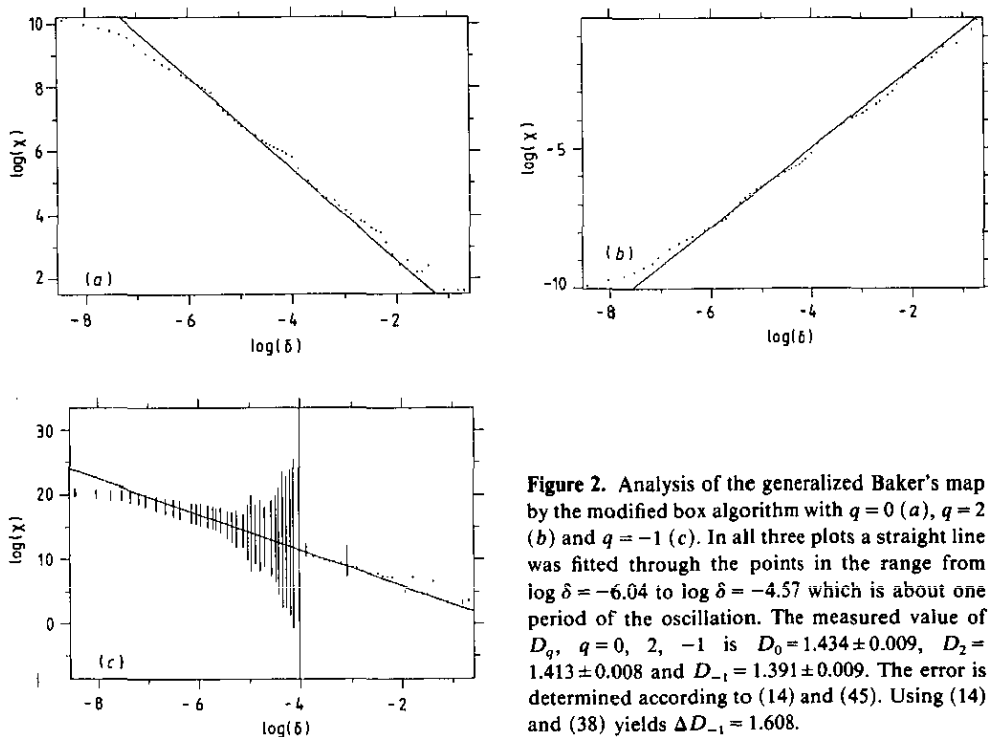 10
8
6
4
2
log(χ)
(a)
-8
-6
-4
-2
log(δ)
-5
-10
log(χ)
(b)
-8
-6
-4
-2
log(δ)
30
20
10
0
log(χ)
(c)
-8
-6
-4
-2
log(δ)
Figure 2. Analysis of the generalized Baker's map
by the modified box algorithm with q = 0 (a), q = 2
(b) and q = −1 (c). In all three plots a straight line
was fitted through the points in the range from
log δ = −6.04 to log δ = −4.57 which is about one
period of the oscillation. The measured value of
D_q, q = 0, 2, −1 is D_0 = 1.434 ± 0.009, D_2 =
1.413 ± 0.008 and D_−1 = 1.391 ± 0.009. The error is
determined according to (14) and (45). Using (14)
and (38) yields ΔD_−1 = 1.608.